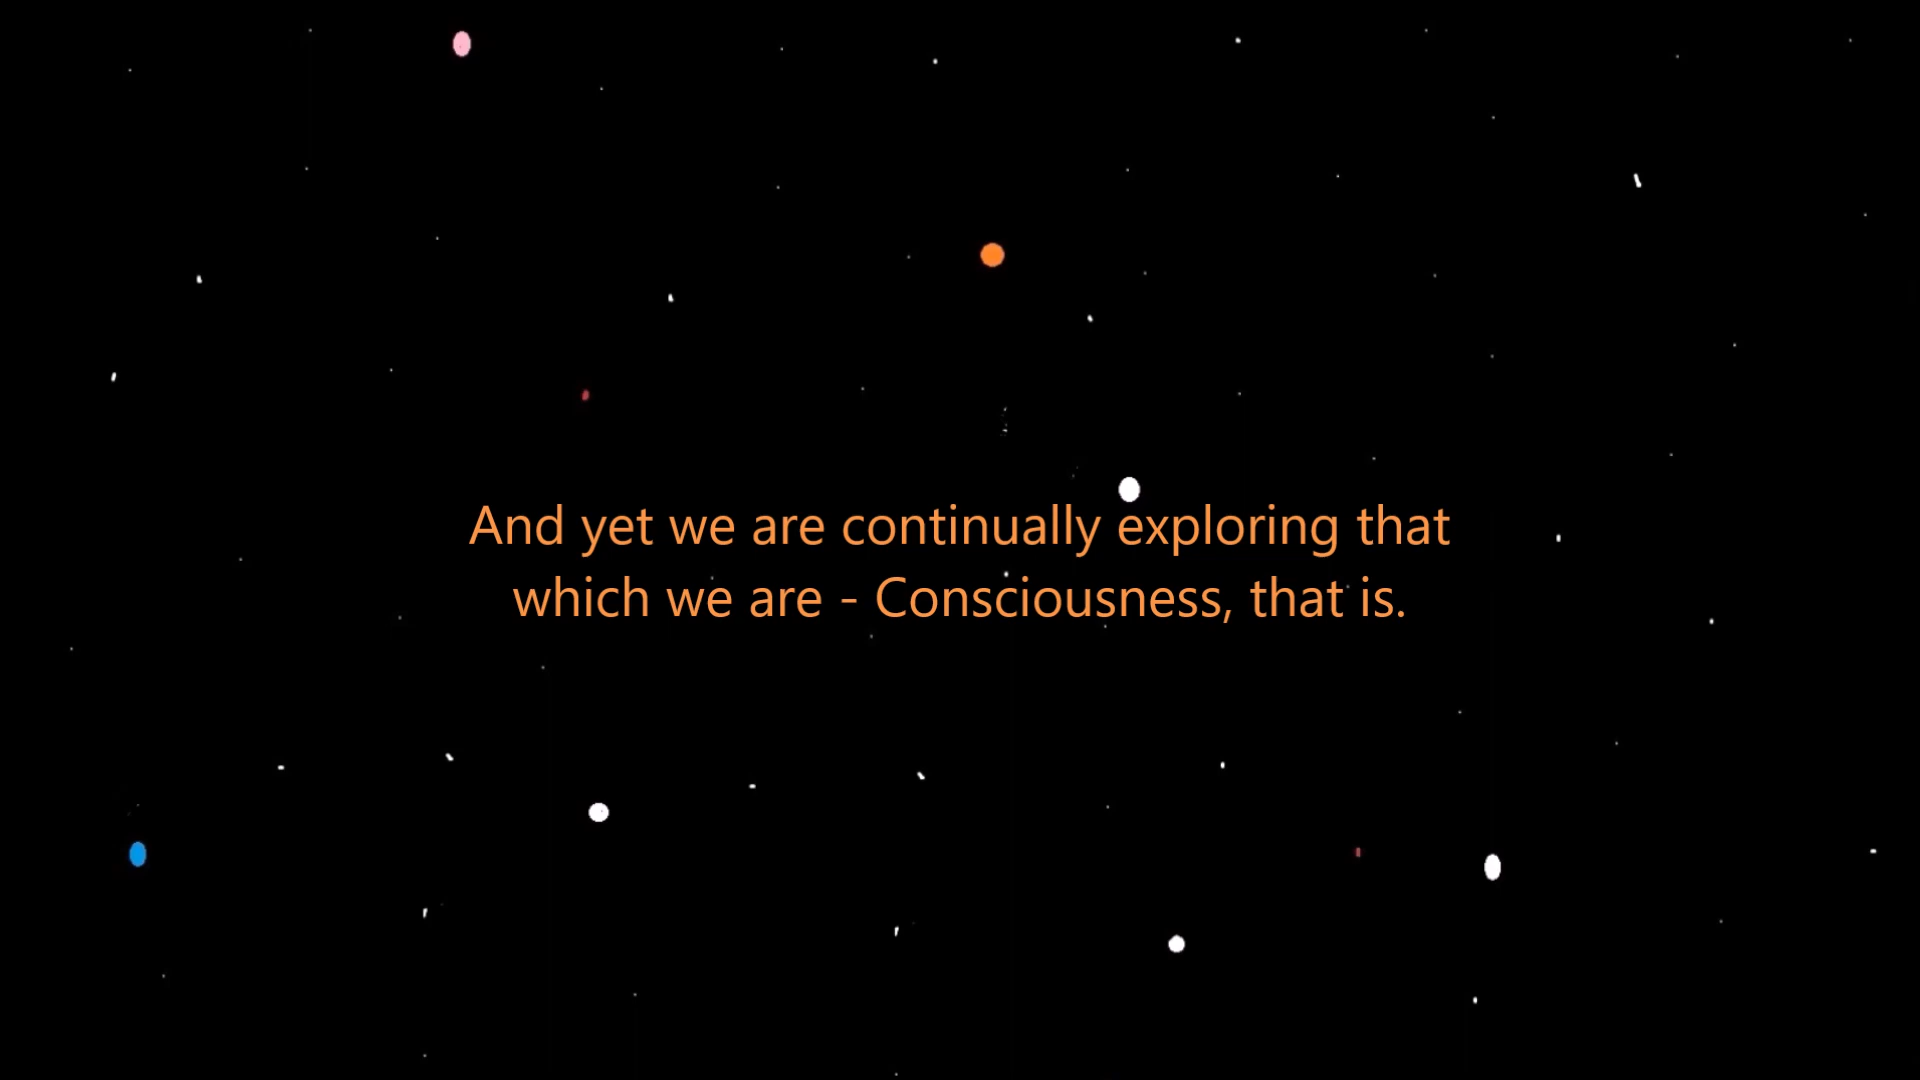 And yet we are continually exploring that
which we are - Consciousness, that is.